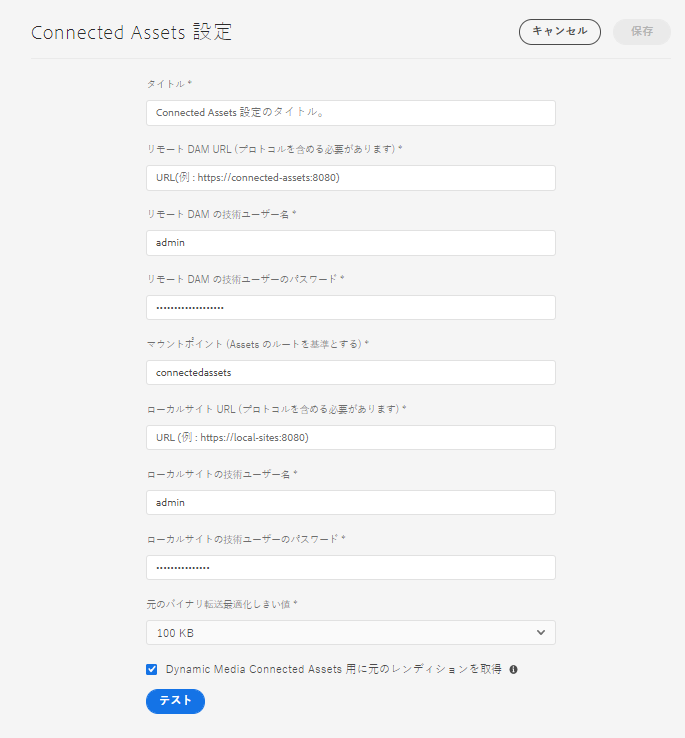 Connected Assets 設定
キャンセル
保存
タイトル *
Connected Assets 設定のタイトル。
リモート DAM URL (プロトコルを含める必要があります) *
URL(例 : https://connected-assets:8080)
リモート DAM の技術ユーザー名 *
admin
リモート DAM の技術ユーザーのパスワード *
•••••••••••••••••••
マウントポイント (Assets のルートを基準とする) *
connectedassets
ローカルサイト URL (プロトコルを含める必要があります) *
URL (例 : https://local-sites:8080)
ローカルサイトの技術ユーザー名 *
admin
ローカルサイトの技術ユーザーのパスワード *
•••••••••••••••
元のバイナリ転送最適化しきい値 *
100 KB
Dynamic Media Connected Assets 用に元のレンディションを取得
テスト